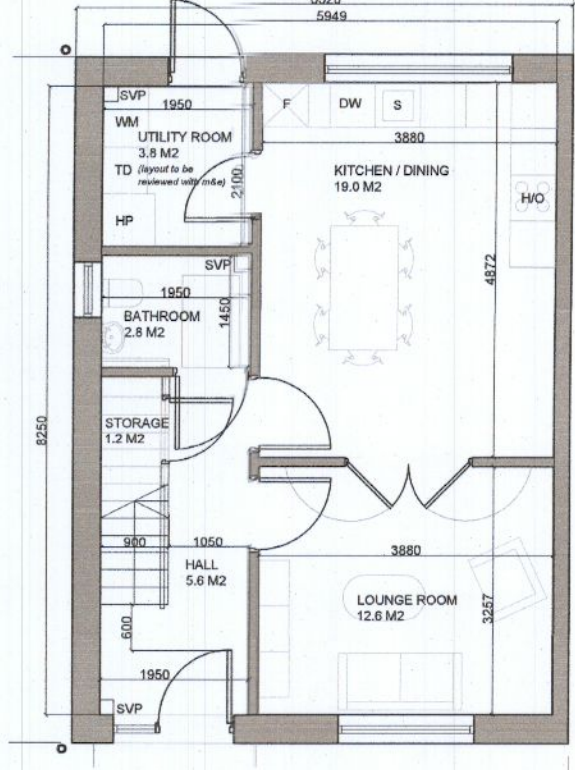 5949
SVP
1950
WM
UTILITY ROOM
3.8 M2
TD (layout to be
reviewed with m&e)
2100
HP
F
DW
S
3880
KITCHEN / DINING
19.0 M2
H/O
4872
SVP
1950
BATHROOM
2.8 M2
1450
8250
STORAGE
1.2 M2
900
1050
HALL
5.6 M2
600
1950
SVP
3880
LOUNGE ROOM
12.6 M2
3257